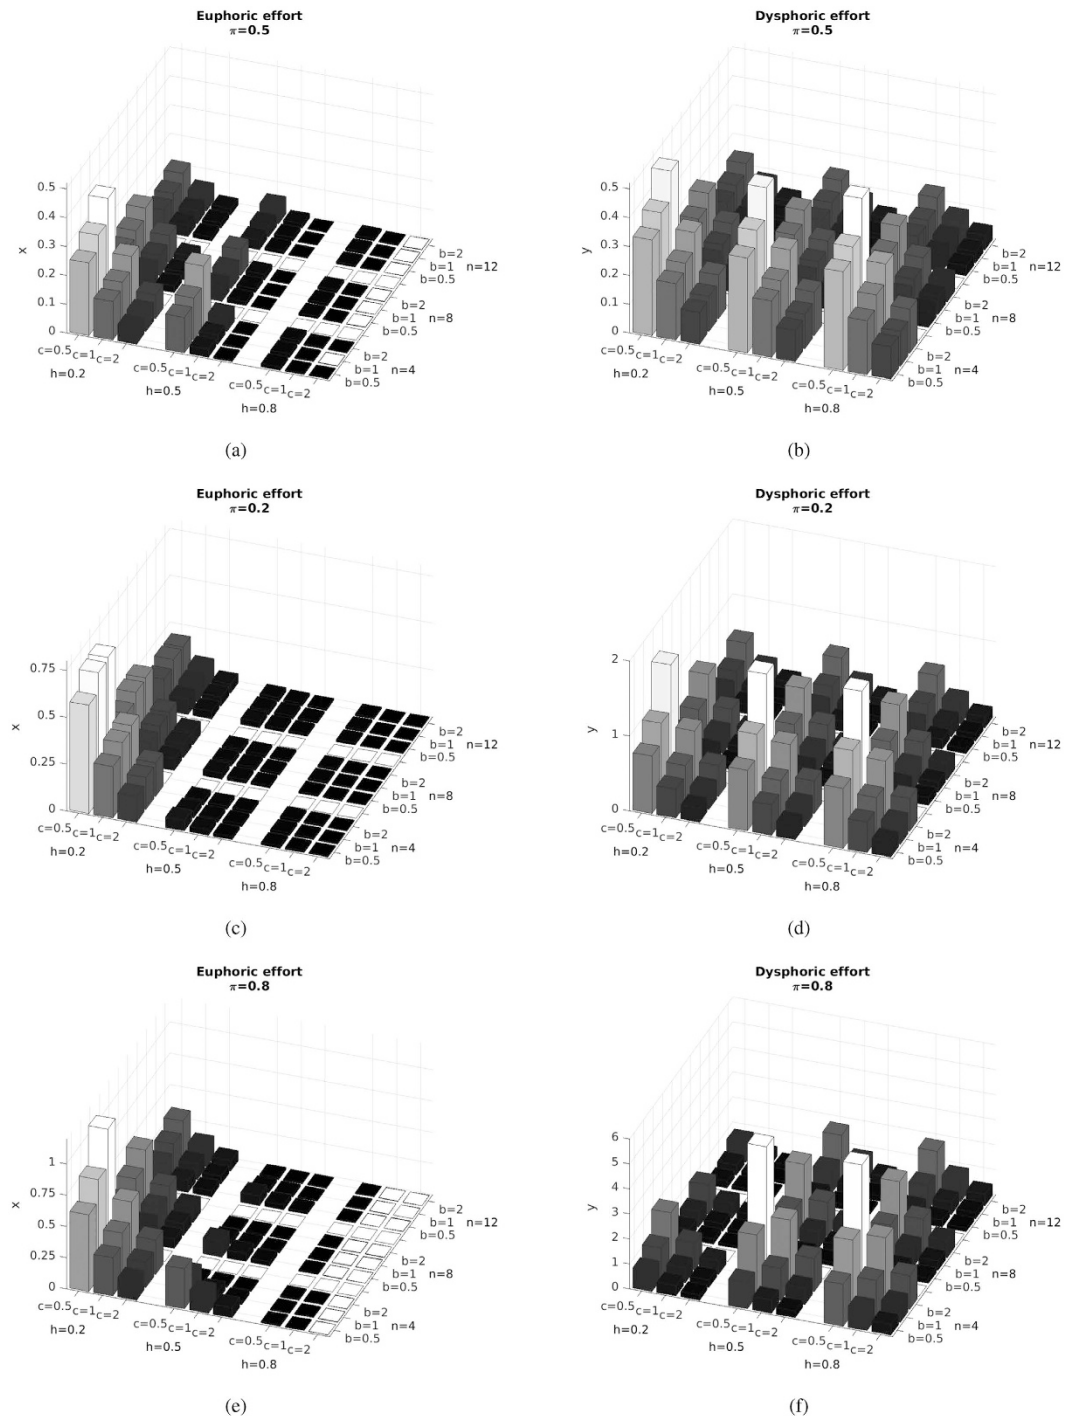 Euphoric effort
π=0.5
0.5
0.4
0.3
0.2
0.1
0
x
c=0.5 c=1 c=2
h=0.2
c=0.5 c=1 c=2
h=0.5
c=0.5 c=1 c=2
h=0.8
b=2
b=1 n=12
b=0.5
b=2
b=1 n=8
b=0.5
b=2
b=1 n=4
b=0.5
(a)
Dysphoric effort
π=0.5
0.5
0.4
0.3
0.2
0.1
0
y
c=0.5 c=1 c=2
h=0.2
c=0.5 c=1 c=2
h=0.5
c=0.5 c=1 c=2
h=0.8
b=2
b=1 n=12
b=0.5
b=2
b=1 n=8
b=0.5
b=2
b=1 n=4
b=0.5
(b)
Euphoric effort
π=0.2
0.75
0.5
0.25
0
x
c=0.5 c=1 c=2
h=0.2
c=0.5 c=1 c=2
h=0.5
c=0.5 c=1 c=2
h=0.8
b=2
b=1 n=12
b=0.5
b=2
b=1 n=8
b=0.5
b=2
b=1 n=4
b=0.5
(c)
Dysphoric effort
π=0.2
2
1
0
y
c=0.5 c=1 c=2
h=0.2
c=0.5 c=1 c=2
h=0.5
c=0.5 c=1 c=2
h=0.8
b=2
b=1 n=12
b=0.5
b=2
b=1 n=8
b=0.5
b=2
b=1 n=4
b=0.5
(d)
Euphoric effort
π=0.8
1
0.75
0.5
0.25
0
x
c=0.5 c=1 c=2
h=0.2
c=0.5 c=1 c=2
h=0.5
c=0.5 c=1 c=2
h=0.8
b=2
b=1 n=12
b=0.5
b=2
b=1 n=8
b=0.5
b=2
b=1 n=4
b=0.5
(e)
Dysphoric effort
π=0.8
6
5
4
3
2
1
0
y
c=0.5 c=1 c=2
h=0.2
c=0.5 c=1 c=2
h=0.5
c=0.5 c=1 c=2
h=0.8
b=2
b=1 n=12
b=0.5
b=2
b=1 n=8
b=0.5
b=2
b=1 n=4
b=0.5
(f)